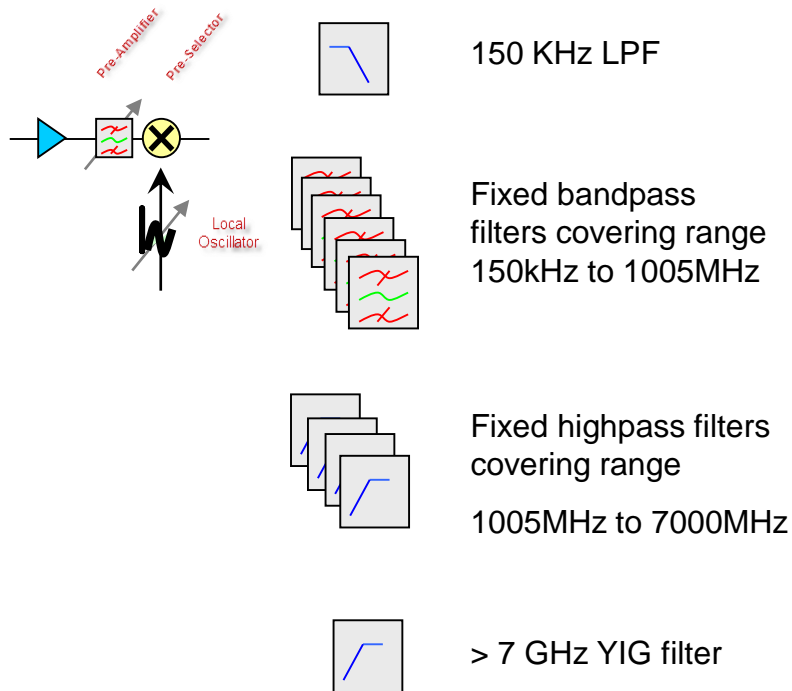 Pre-Amplifier
Pre-Selector
150 KHz LPF
Local
Oscillator
Fixed bandpass
filters covering range
150kHz to 1005MHz
Fixed highpass filters
covering range
1005MHz to 7000MHz
> 7 GHz YIG filter